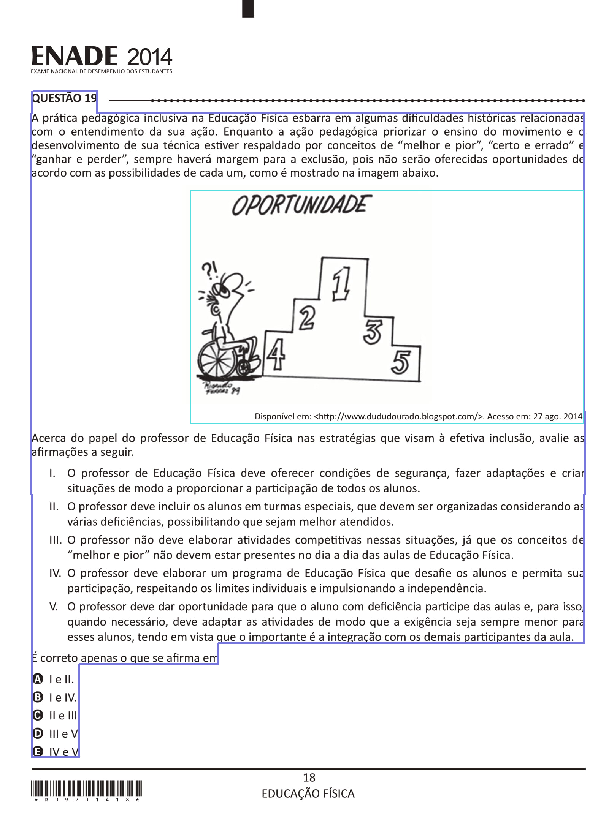 ENADE 2014
EXAME NACIONAL DE DESEMPENHO DOS ESTUDANTES
QUESTÃO 19
A prática pedagógica inclusiva na Educação Física esbarra em algumas dificuldades históricas relacionadas
com o entendimento da sua ação. Enquanto a ação pedagógica priorizar o ensino do movimento e o
desenvolvimento de sua técnica estiver respaldado por conceitos de “melhor e pior”, “certo e errado” e
“ganhar e perder”, sempre haverá margem para a exclusão, pois não serão oferecidas oportunidades de
acordo com as possibilidades de cada um, como é mostrado na imagem abaixo.
OPORTUNIDADE
?!
1
2
3
4
5
Disponível em: <http://www.dududourado.blogspot.com/>. Acesso em: 27 ago. 2014
Acerca do papel do professor de Educação Física nas estratégias que visam à efetiva inclusão, avalie as
afirmações a seguir.
I. O professor de Educação Física deve oferecer condições de segurança, fazer adaptações e criar
situações de modo a proporcionar a participação de todos os alunos.
II. O professor deve incluir os alunos em turmas especiais, que devem ser organizadas considerando as
várias deficiências, possibilitando que sejam melhor atendidos.
III. O professor não deve elaborar atividades competitivas nessas situações, já que os conceitos de
“melhor e pior” não devem estar presentes no dia a dia das aulas de Educação Física.
IV. O professor deve elaborar um programa de Educação Física que desafie os alunos e permita sua
participação, respeitando os limites individuais e impulsionando a independência.
V. O professor deve dar oportunidade para que o aluno com deficiência participe das aulas e, para isso,
quando necessário, deve adaptar as atividades de modo que a exigência seja sempre menor para
esses alunos, tendo em vista que o importante é a integração com os demais participantes da aula.
É correto apenas o que se afirma em
A I e II.
B I e IV.
C II e III
D III e V
E IV e V
18
EDUCAÇÃO FÍSICA